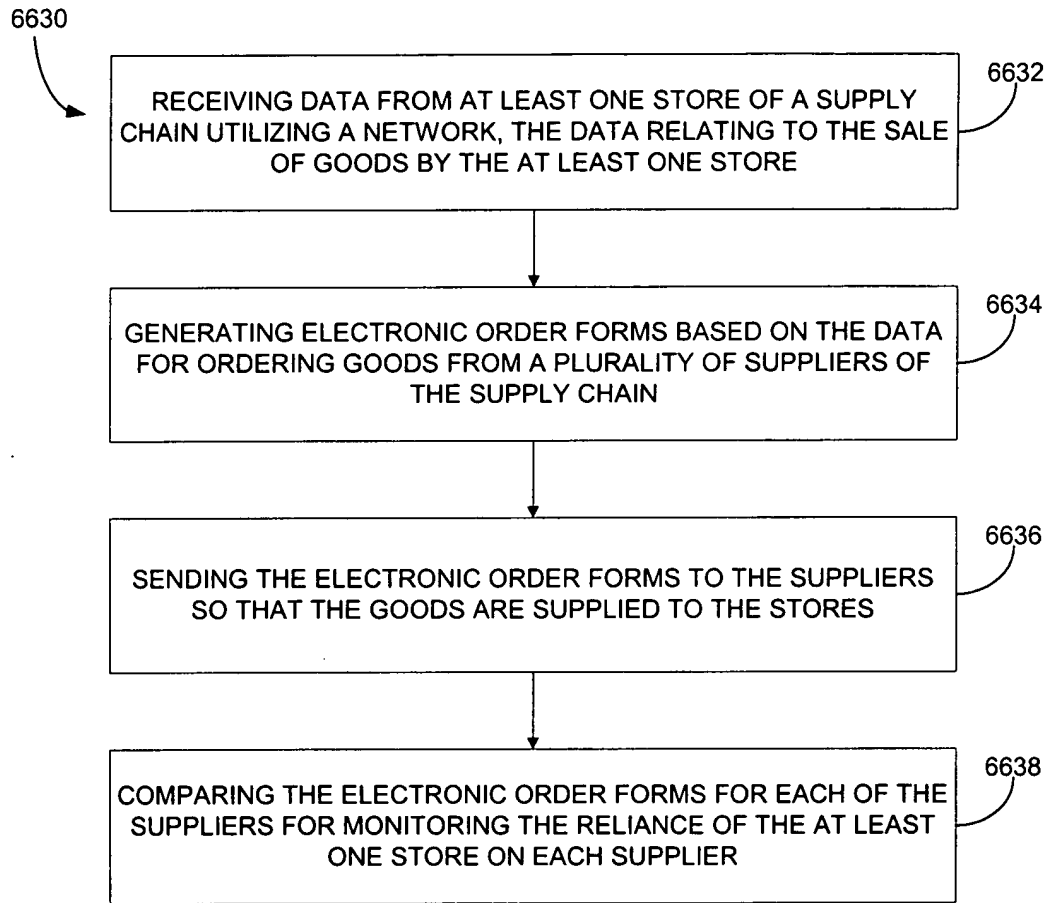 6630
6632
RECEIVING DATA FROM AT LEAST ONE STORE OF A SUPPLY
CHAIN UTILIZING A NETWORK, THE DATA RELATING TO THE SALE
OF GOODS BY THE AT LEAST ONE STORE
6634
GENERATING ELECTRONIC ORDER FORMS BASED ON THE DATA
FOR ORDERING GOODS FROM A PLURALITY OF SUPPLIERS OF
THE SUPPLY CHAIN
6636
SENDING THE ELECTRONIC ORDER FORMS TO THE SUPPLIERS
SO THAT THE GOODS ARE SUPPLIED TO THE STORES
6638
COMPARING THE ELECTRONIC ORDER FORMS FOR EACH OF THE
SUPPLIERS FOR MONITORING THE RELIANCE OF THE AT LEAST
ONE STORE ON EACH SUPPLIER